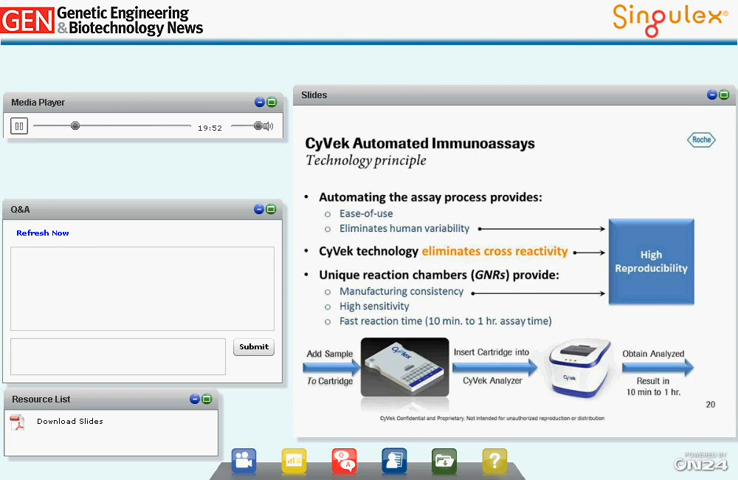 GEN Genetic Engineering
& Biotechnology News
Singulex®
Media Player
19:52
Q&A
Refresh Now
Submit
Resource List
Download Slides
Slides
CyVek Automated Immunoassays
Technology principle
Roche
• Automating the assay process provides:
o Ease-of-use
o Eliminates human variability
• CyVek technology eliminates cross reactivity
• Unique reaction chambers (GNRs) provide:
o Manufacturing consistency
o High sensitivity
o Fast reaction time (10 min. to 1 hr. assay time)
High
Reproducibility
Add Sample
To Cartridge
CyVek
Insert Cartridge into
CyVek Analyzer
CyVek
Obtain Analyzed
Result in
10 min to 1 hr.
20
CyVek Confidential and Proprietary. Not intended for unauthorized reproduction or distribution
Q
A
?
POWERED BY
ON24